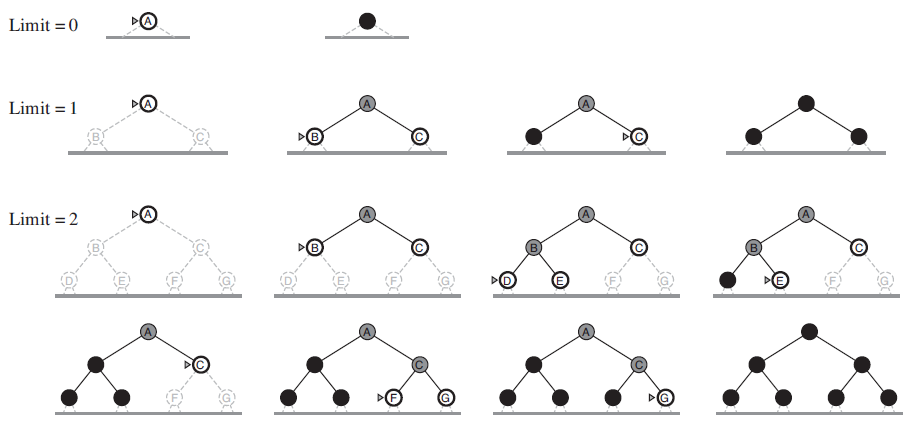 Limit = 0
A
Limit = 1
A A A
B C B C C
Limit = 2
A A A A
B C B C B C B C
D E F G D E F G D E F G E F G
A A A
C C C
F G F G G